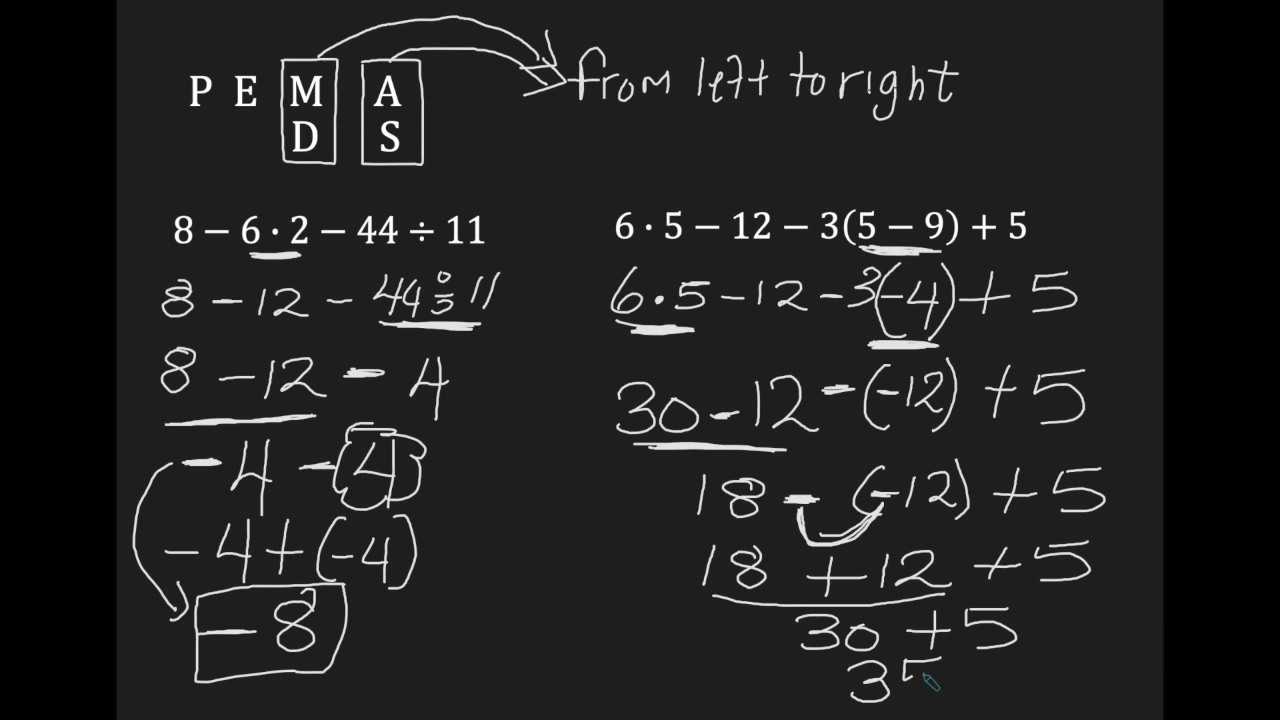 P E M A from left to right
D S
8 − 6 · 2 − 44 ÷ 11
8 − 12 − 44 ÷ 11
8 − 12 − 4
− 4 − (4)
− 4 + (−4)
− 8
6 · 5 − 12 − 3(5 − 9) + 5
6 · 5 − 12 − 3(−4) + 5
30 − 12 − (−12) + 5
18 − (−12) + 5
18 + 12 + 5
30 + 5
35